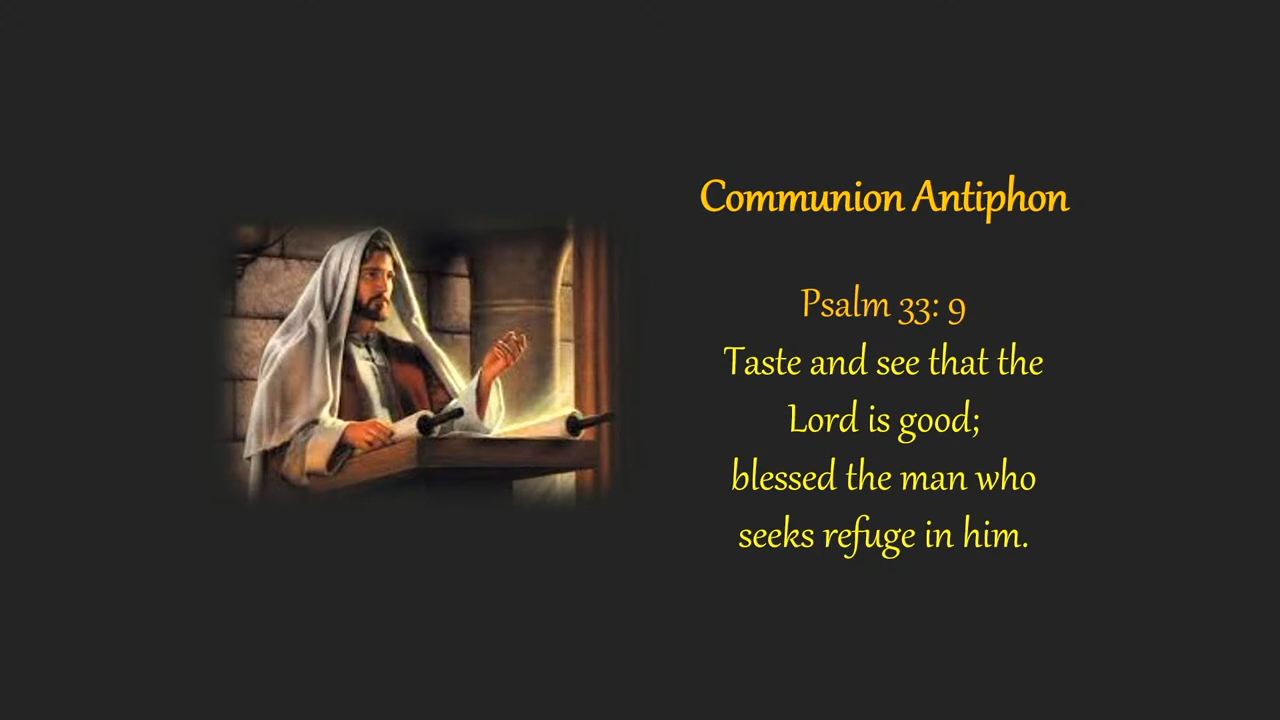 Communion Antiphon
Psalm 33: 9
Taste and see that the
Lord is good;
blessed the man who
seeks refuge in him.